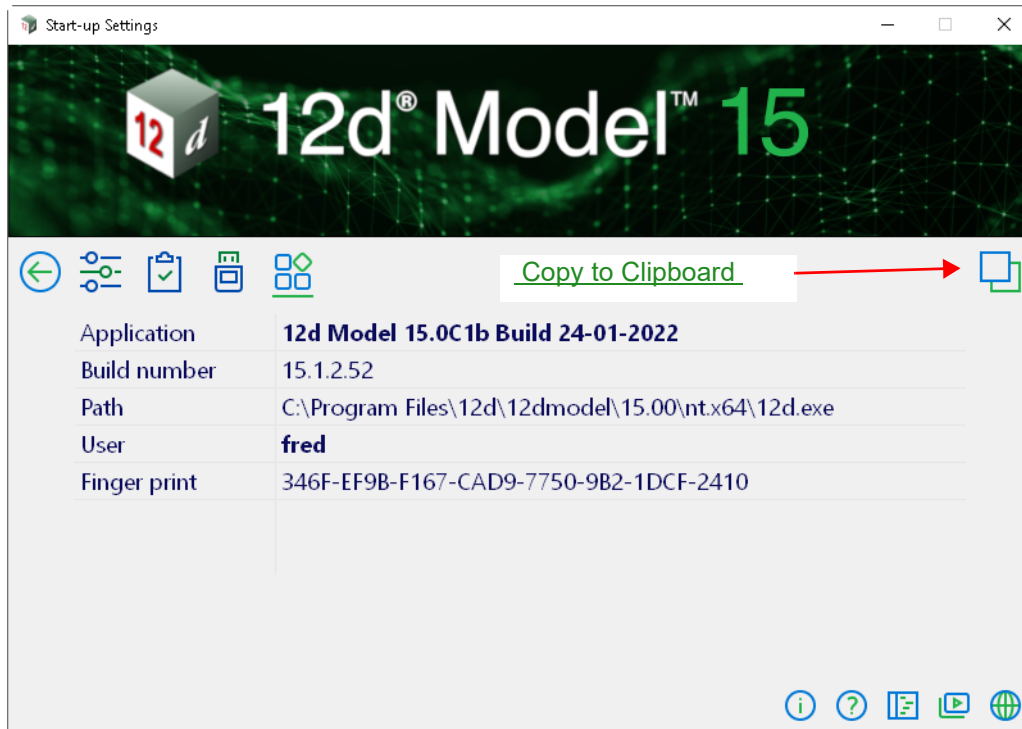 Start-up Settings
12 d 12d® Model™ 15
Copy to Clipboard
Application 12d Model 15.0C1b Build 24-01-2022
Build number 15.1.2.52
Path C:\Program Files\12d\12dmodel\15.00\nt.x64\12d.exe
User fred
Finger print 346F-EF9B-F167-CAD9-7750-9B2-1DCF-2410